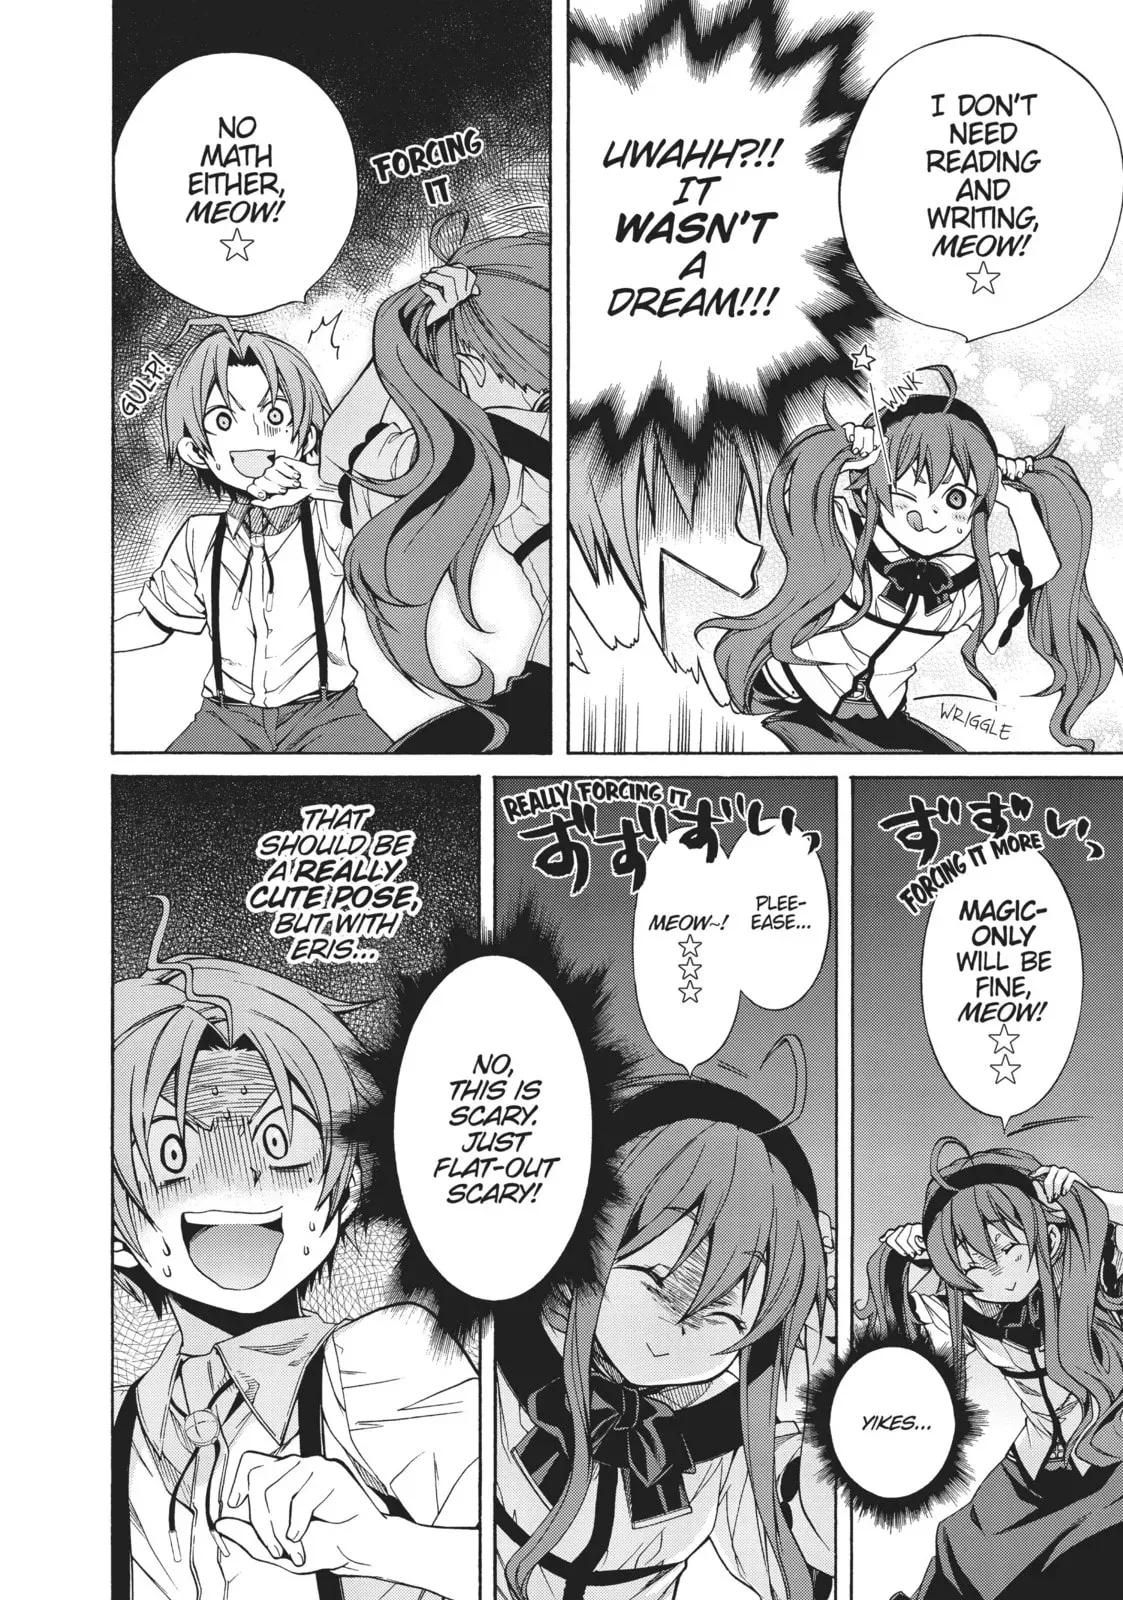 I DON'T
NEED
READING
AND
WRITING,
MEOW!
☆
WINK
WRIGGLE
UWAHH?!!
IT
WASN'T
A
DREAM!!!
FORCING
IT
NO
MATH
EITHER,
MEOW!
☆
GULP!
ずずいっ
FORCING IT MORE
MAGIC-
ONLY
WILL BE
FINE,
MEOW!
☆
☆
YIKES...
REALLY FORCING IT
ずずずいっ
PLEE-
EASE...
MEOW~!
☆
☆
☆
THAT
SHOULD BE
A REALLY
CUTE POSE,
BUT WITH
ERIS...
NO,
THIS IS
SCARY.
JUST
FLAT-OUT
SCARY!